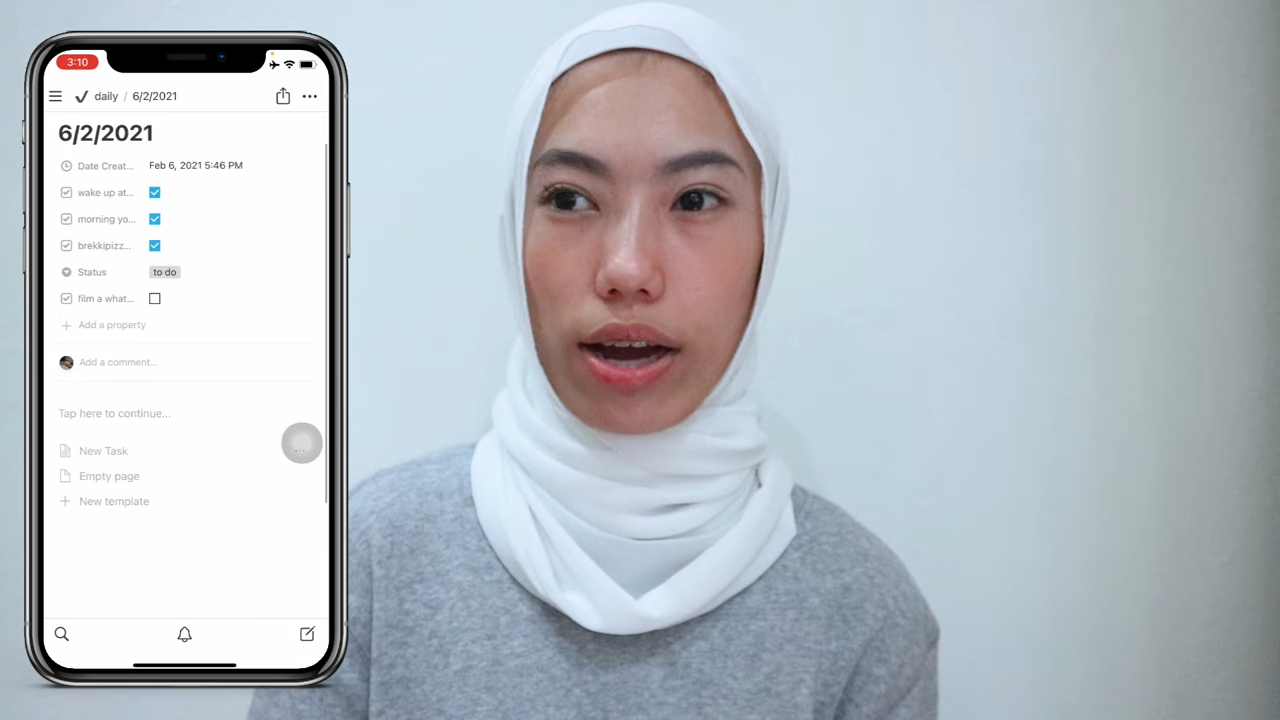 3:10
daily / 6/2/2021
6/2/2021
Date Creat... Feb 6, 2021 5:46 PM
wake up at...
morning yo...
brekkipizz...
Status to do
film a what...
Add a property
Add a comment...
Tap here to continue...
New Task
Empty page
New template